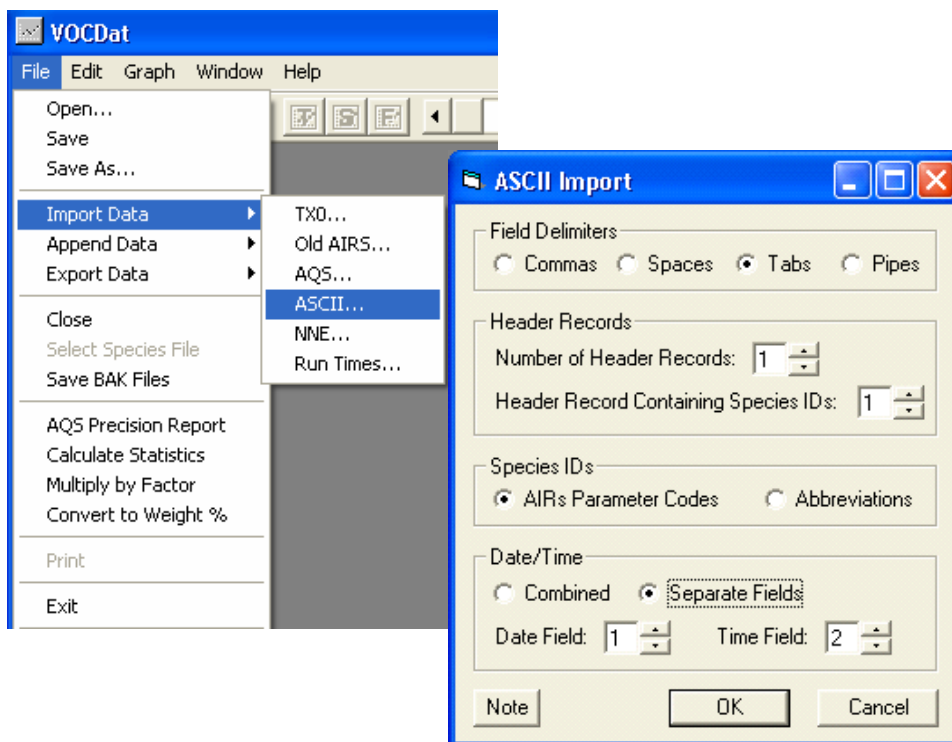 VOCDat
File Edit Graph Window Help
Open...
Save
Save As...
Import Data
Append Data
Export Data
Close
Select Species File
Save BAK Files
AQS Precision Report
Calculate Statistics
Multiply by Factor
Convert to Weight %
Print
Exit
T S F
TX0...
Old AIRS...
AQS...
ASCII...
NNE...
Run Times...
ASCII Import
Field Delimiters
Commas Spaces Tabs Pipes
Header Records
Number of Header Records: 1
Header Record Containing Species IDs: 1
Species IDs
AIRs Parameter Codes Abbreviations
Date/Time
Combined Separate Fields
Date Field: 1 Time Field: 2
Note OK Cancel